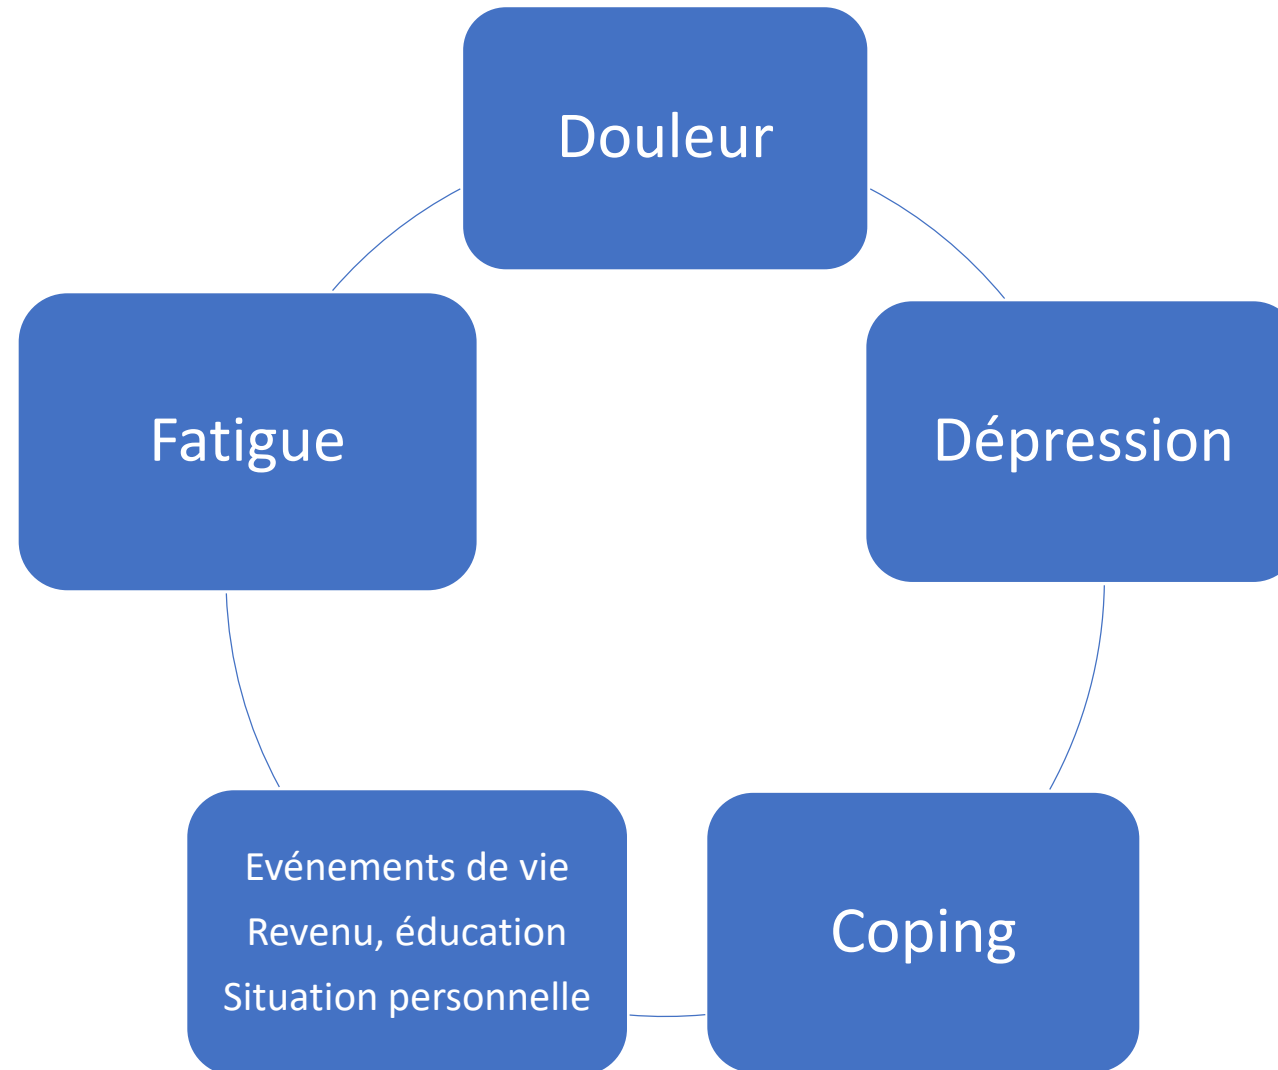 Douleur
Fatigue
Dépression
Evénements de vie
Revenu, éducation
Situation personnelle
Coping